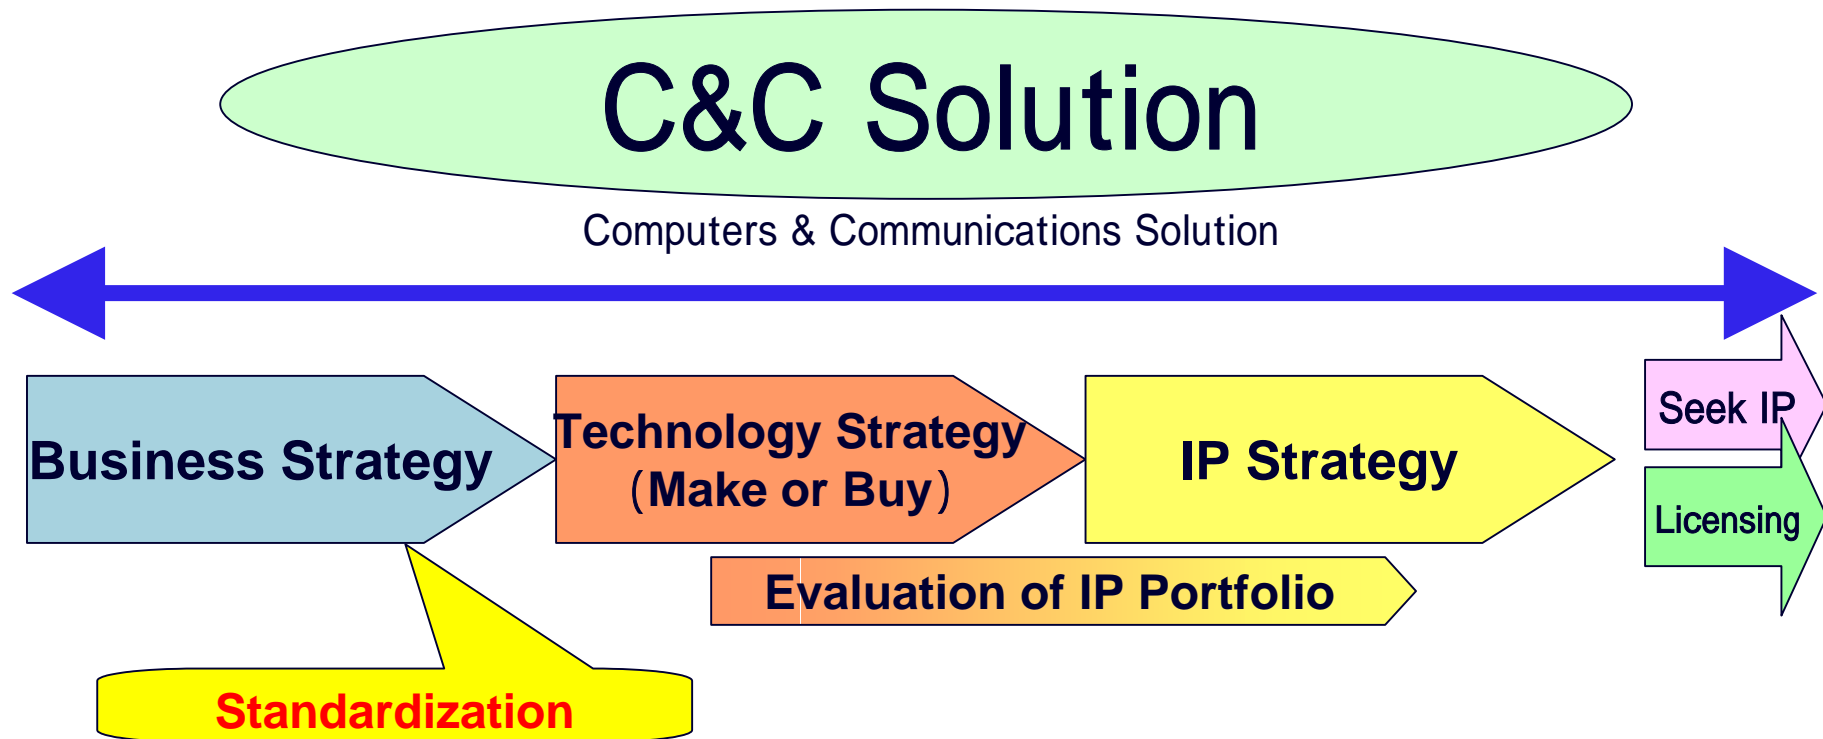 C&C Solution
Computers & Communications Solution
Business Strategy
Technology Strategy
(Make or Buy)
IP Strategy
Seek IP
Licensing
Evaluation of IP Portfolio
Standardization